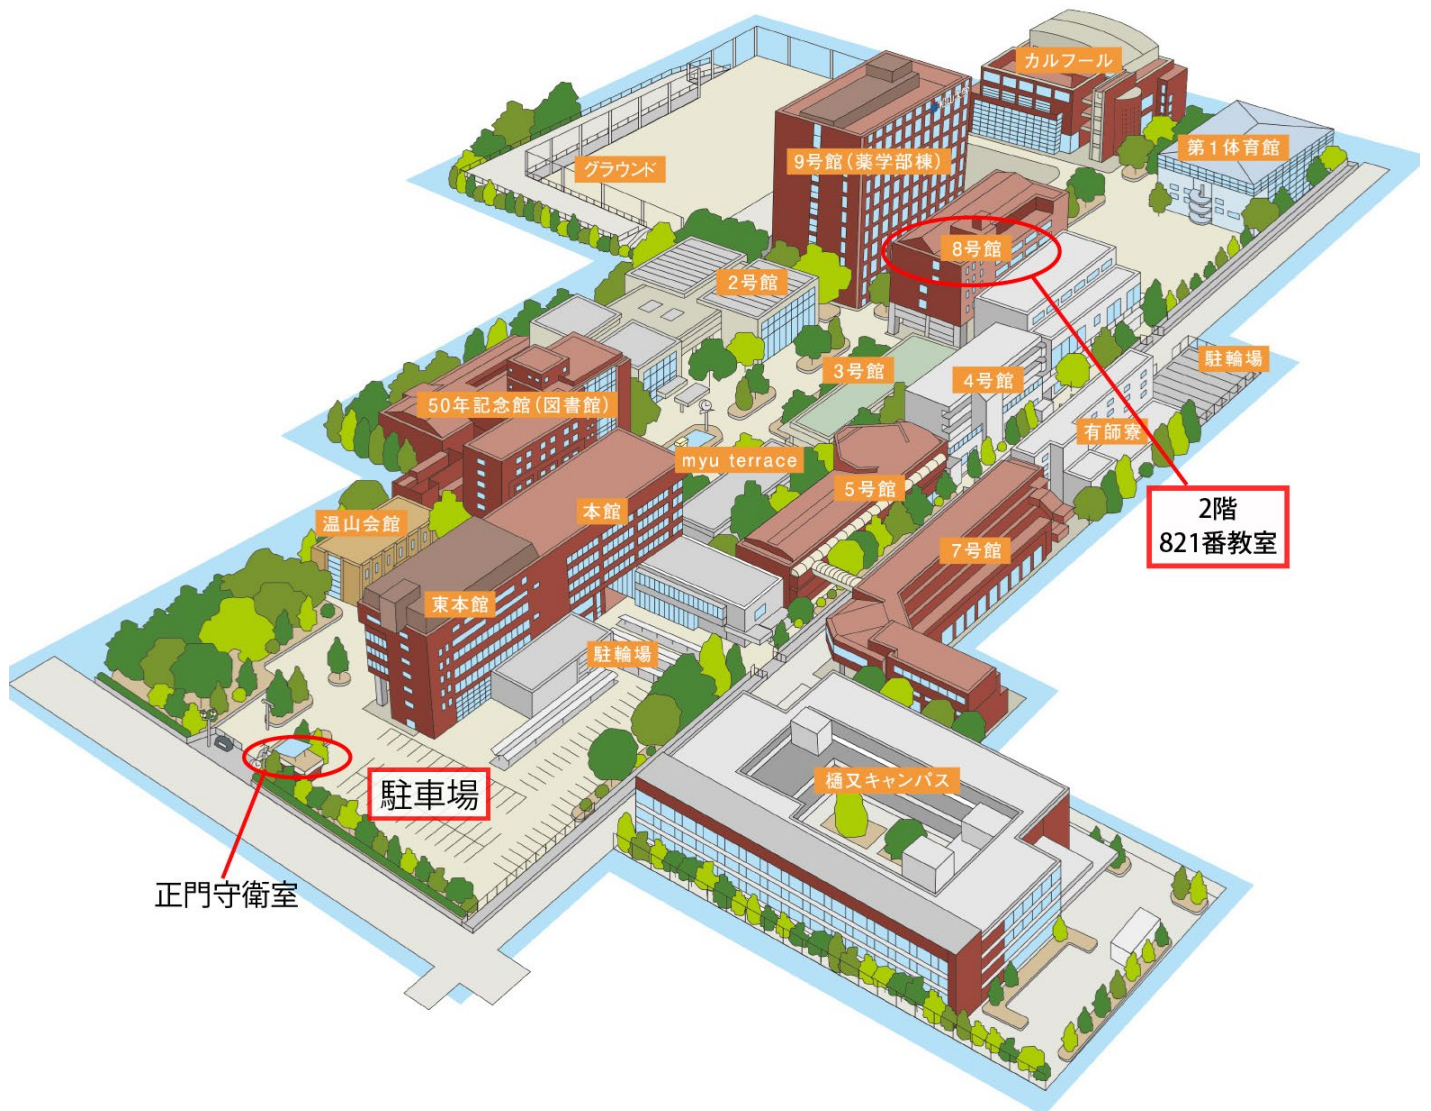 カルフール
第1体育館
9号館(薬学部棟)
グラウンド
8号館
2号館
駐輪場
3号館
4号館
50年記念館(図書館)
有師寮
myu terrace
5号館
本館
温山会館
2階
821番教室
7号館
東本館
駐輪場
樋又キャンパス
駐車場
正門守衛室